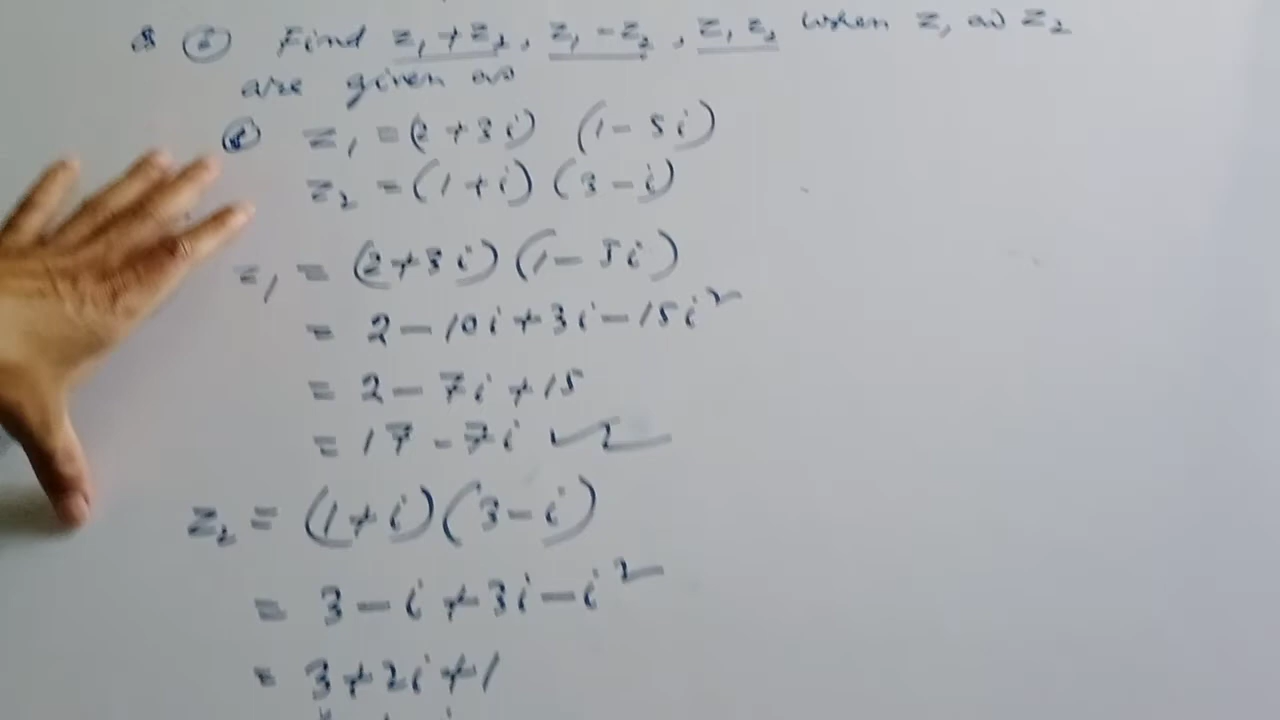 ② Find z₁+z₂, z₁-z₂, z₁ z₂ when z₁ & z₂
are given as
z₁ = (2+3i) (1-5i)
z₂ = (1+i) (3-i)
z₁ = (2+3i) (1-5i)
= 2-10i+3i-15i²
= 2-7i+15
= 17-7i
z₂ = (1+i) (3-i)
= 3-i+3i-i²
= 3+2i+1